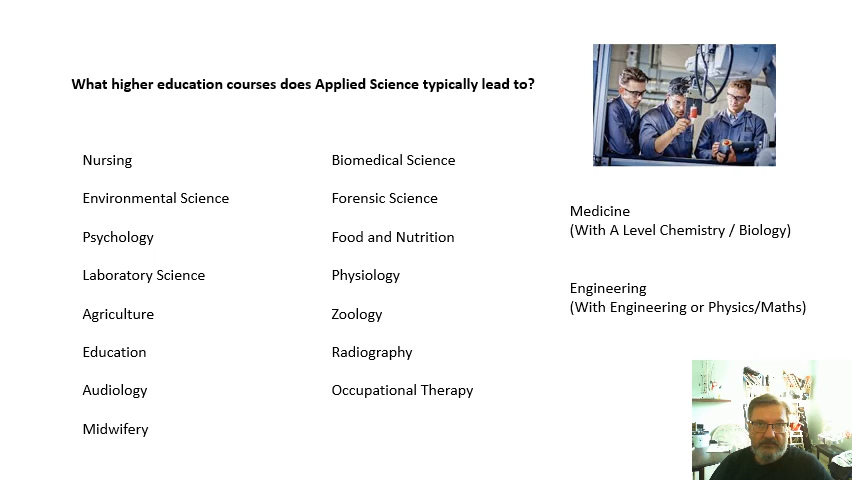 What higher education courses does Applied Science typically lead to?
Nursing
Environmental Science
Psychology
Laboratory Science
Agriculture
Education
Audiology
Midwifery
Biomedical Science
Forensic Science
Food and Nutrition
Physiology
Zoology
Radiography
Occupational Therapy
Medicine
(With A Level Chemistry / Biology)
Engineering
(With Engineering or Physics/Maths)